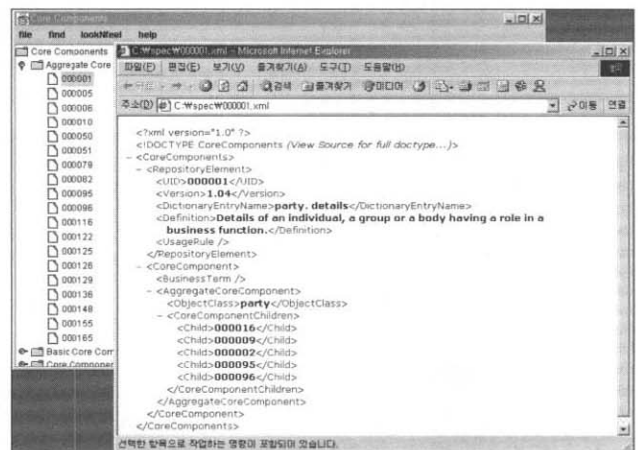 Core Components
file find lookNfeel help
Core Components
Aggregate Core
000001
000005
000006
000010
000050
000051
000079
000082
000095
000096
000116
000122
000125
000126
000129
000136
000148
000155
000165
Basic Core Com
Core Componer
C:₩spec₩000001.xml - Microsoft Internet Explorer
파일(F) 편집(E) 보기(V) 즐겨찾기(A) 도구(T) 도움말(H)
검색 즐겨찾기 미디어
주소(D) C:₩spec₩000001.xml 이동 연결
<?xml version="1.0" ?>
<!DOCTYPE CoreComponents (View Source for full doctype...)>
- <CoreComponents>
- <RepositoryElement>
<UID>000001</UID>
<Version>1.04</Version>
<DictionaryEntryName>party. details</DictionaryEntryName>
<Definition>Details of an individual, a group or a body having a role in a
business function.</Definition>
<UsageRule />
</RepositoryElement>
- <CoreComponent>
<BusinessTerm />
- <AggregateCoreComponent>
<ObjectClass>party</ObjectClass>
- <CoreComponentChildren>
<Child>000016</Child>
<Child>000009</Child>
<Child>000002</Child>
<Child>000095</Child>
<Child>000096</Child>
</CoreComponentChildren>
</AggregateCoreComponent>
</CoreComponent>
</CoreComponents>
선택한 항목으로 작업하는 명령이 포함되어 있습니다.